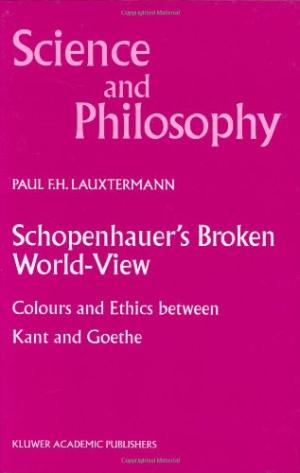 Science
and
Philosophy
PAUL F.H. LAUXTERMANN
Schopenhauer's Broken
World-View
Colours and Ethics between
Kant and Goethe
KLUWER ACADEMIC PUBLISHERS